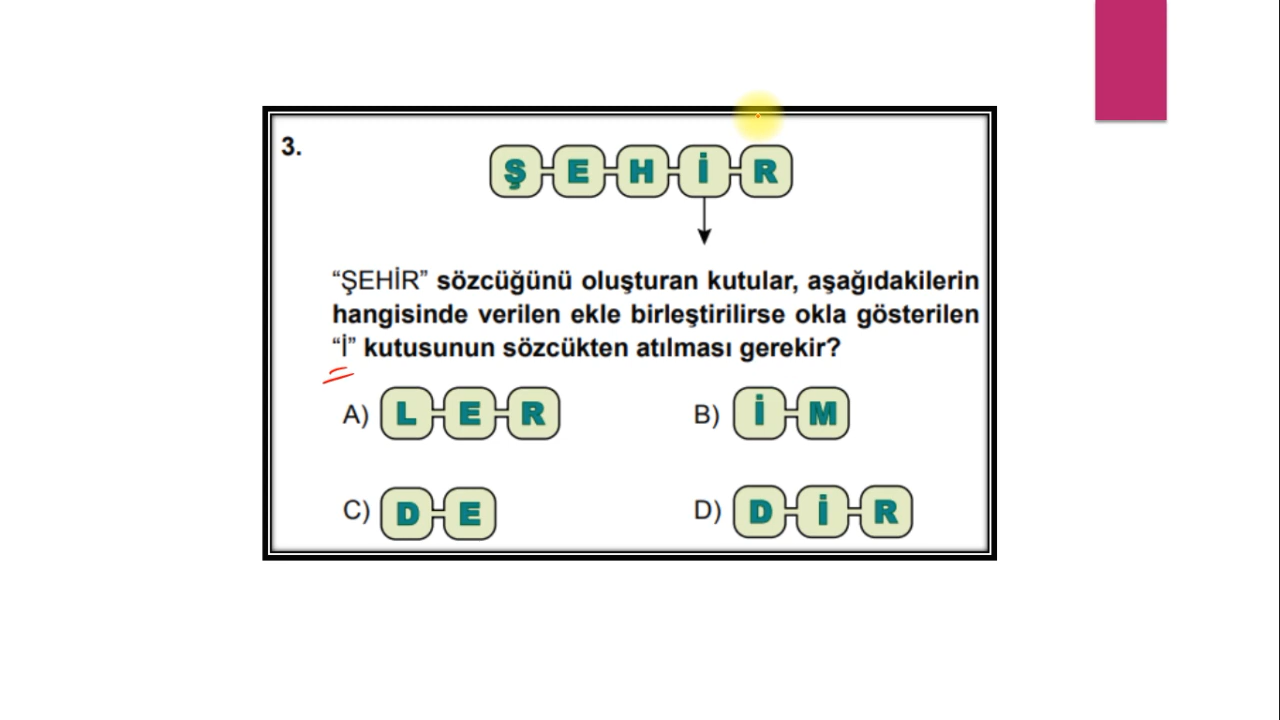 3.
ŞEHİR
“ŞEHİR” sözcüğünü oluşturan kutular, aşağıdakilerin
hangisinde verilen ekle birleştirilirse okla gösterilen
“İ” kutusunun sözcükten atılması gerekir?
A) LER B) İM
C) DE D) DİR